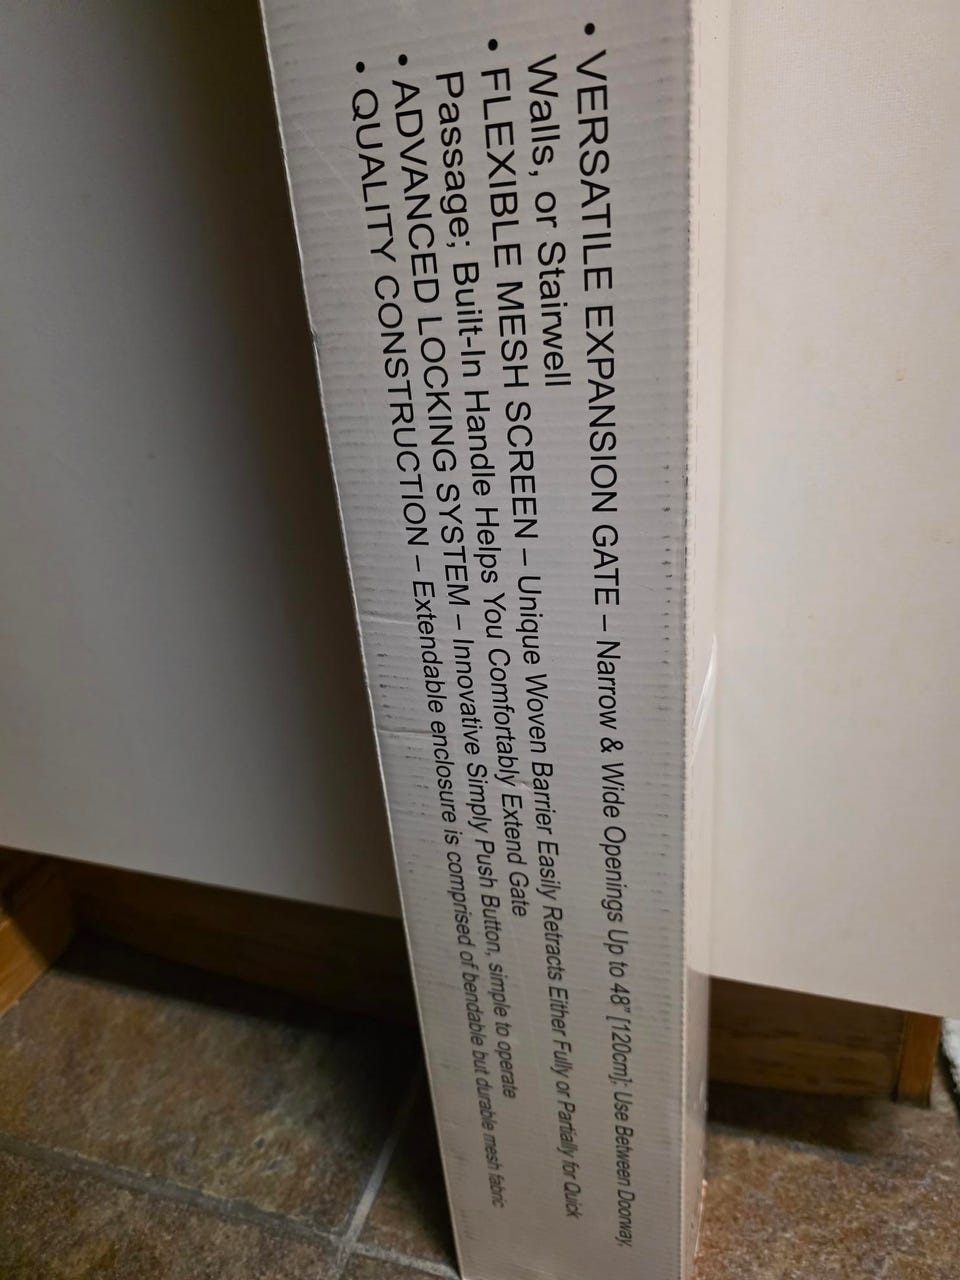 • VERSATILE EXPANSION GATE – Narrow & Wide Openings Up to 48" [120cm]; Use Between Doorway,
Walls, or Stairwell
• FLEXIBLE MESH SCREEN – Unique Woven Barrier Easily Retracts Either Fully or Partially for Quick
Passage; Built-In Handle Helps You Comfortably Extend Gate
• ADVANCED LOCKING SYSTEM – Innovative Simply Push Button, simple to operate
• QUALITY CONSTRUCTION – Extendable enclosure is comprised of bendable but durable mesh fabric